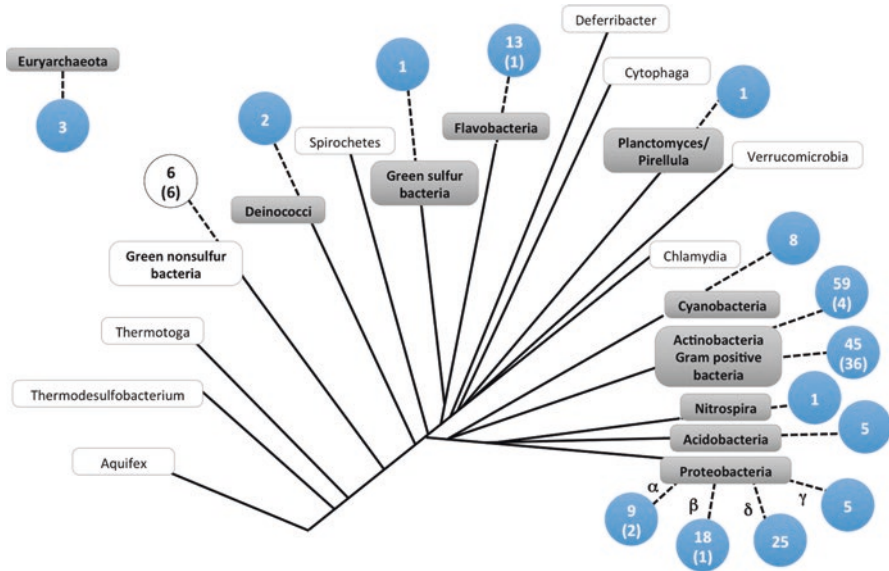 Deferribacter
13
(1)
Euryarchaeota
1
Cytophaga
1
3
2
Spirochetes
Flavobacteria
Planctomyces/
Pirellula
Verrucomicrobia
6
(6)
Green sulfur
bacteria
Deinococci
Green nonsulfur
bacteria
Chlamydia
8
Cyanobacteria
59
(4)
Thermotoga
Actinobacteria
Gram positive
bacteria
45
(36)
Thermodesulfobacterium
Nitrospira
1
Acidobacteria
5
Aquifex
Proteobacteria
α
β
δ
γ
9
(2)
18
(1)
25
5